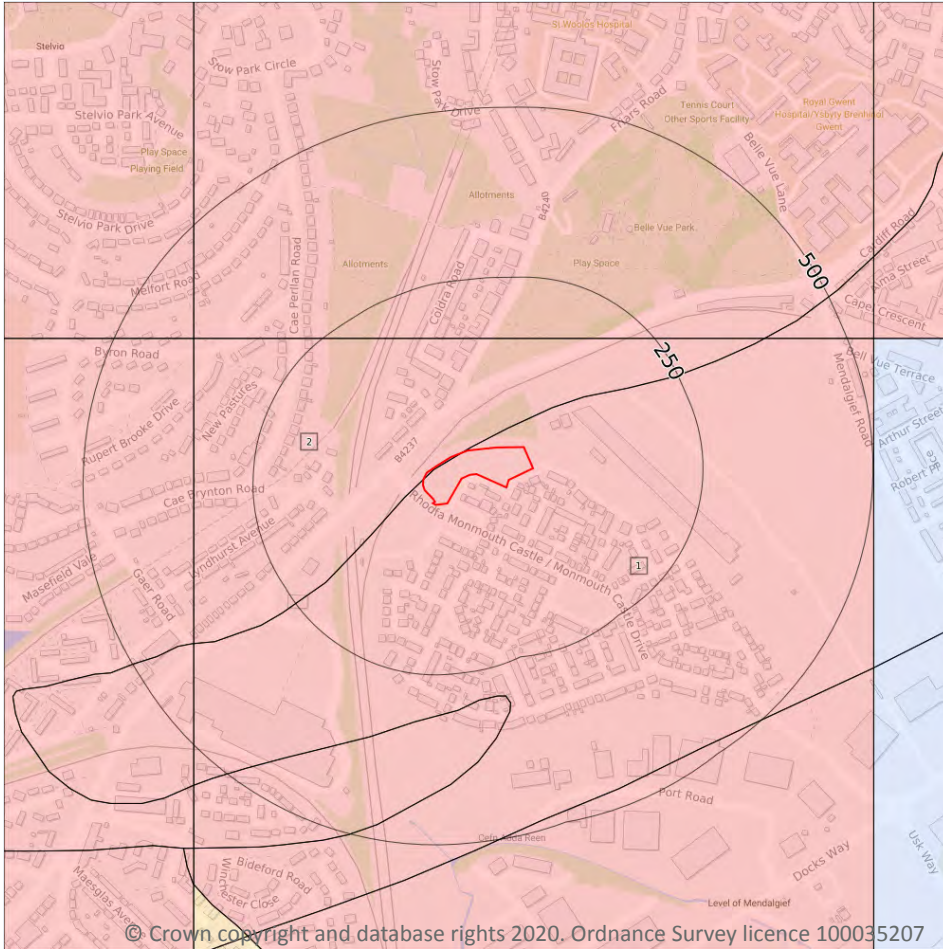 St Woolos Hospital
Stelvio
Stow Park Circle
Stow Park Drive
Friars Road
Tennis Court
Other Sports Facility
Royal Gwent
Hospital/Ysbyty Brenhinol
Gwent
Stelvio Park Avenue
Play Space
Playing Field
Belle Vue Lane
Allotments
B4240
Stelvio Park Drive
Belle Vue Park
Cardiff Road
Alma Street
Allotments
Play Space
500
Melfort Road
Cae Perllan Road
Coldra Road
Capel Crescent
Byron Road
250
Mendalgief Road
Bell Vue Terrace
New Pastures
Rupert Brooke Drive
Arthur Street
2
B4237
Robert Pl
Cae Brynton Road
Rhodfa Monmouth Castle / Monmouth Castle Drive
Lyndhurst Avenue
Masefield Vale
Gaer Road
1
Port Road
Cefn Adda Reen
Usk Way
Docks Way
Bideford Road
Winchester Close
Maesglas Avenue
Level of Mendalgief
© Crown copyright and database rights 2020. Ordnance Survey licence 100035207